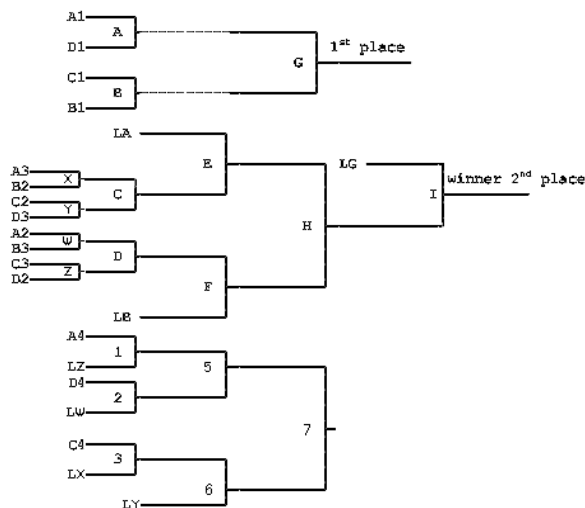 A1
A
D1
G
1st place
C1
B
B1
LA
E
LG
A3
X
B2
C
I
winner 2nd place
C2
Y
D3
H
A2
W
B3
D
C3
Z
D2
F
LB
A4
1
LZ
5
D4
2
LW
7
C4
3
LX
6
LY